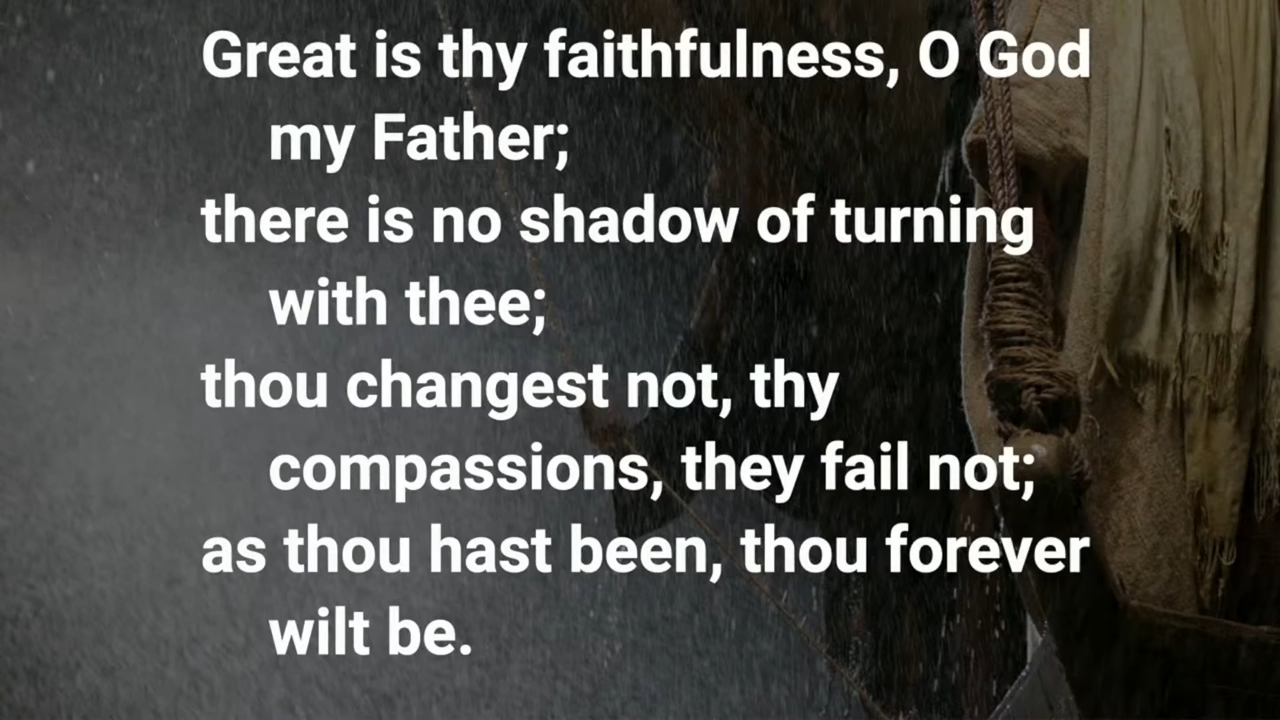 Great is thy faithfulness, O God
my Father;
there is no shadow of turning
with thee;
thou changest not, thy
compassions, they fail not;
as thou hast been, thou forever
wilt be.